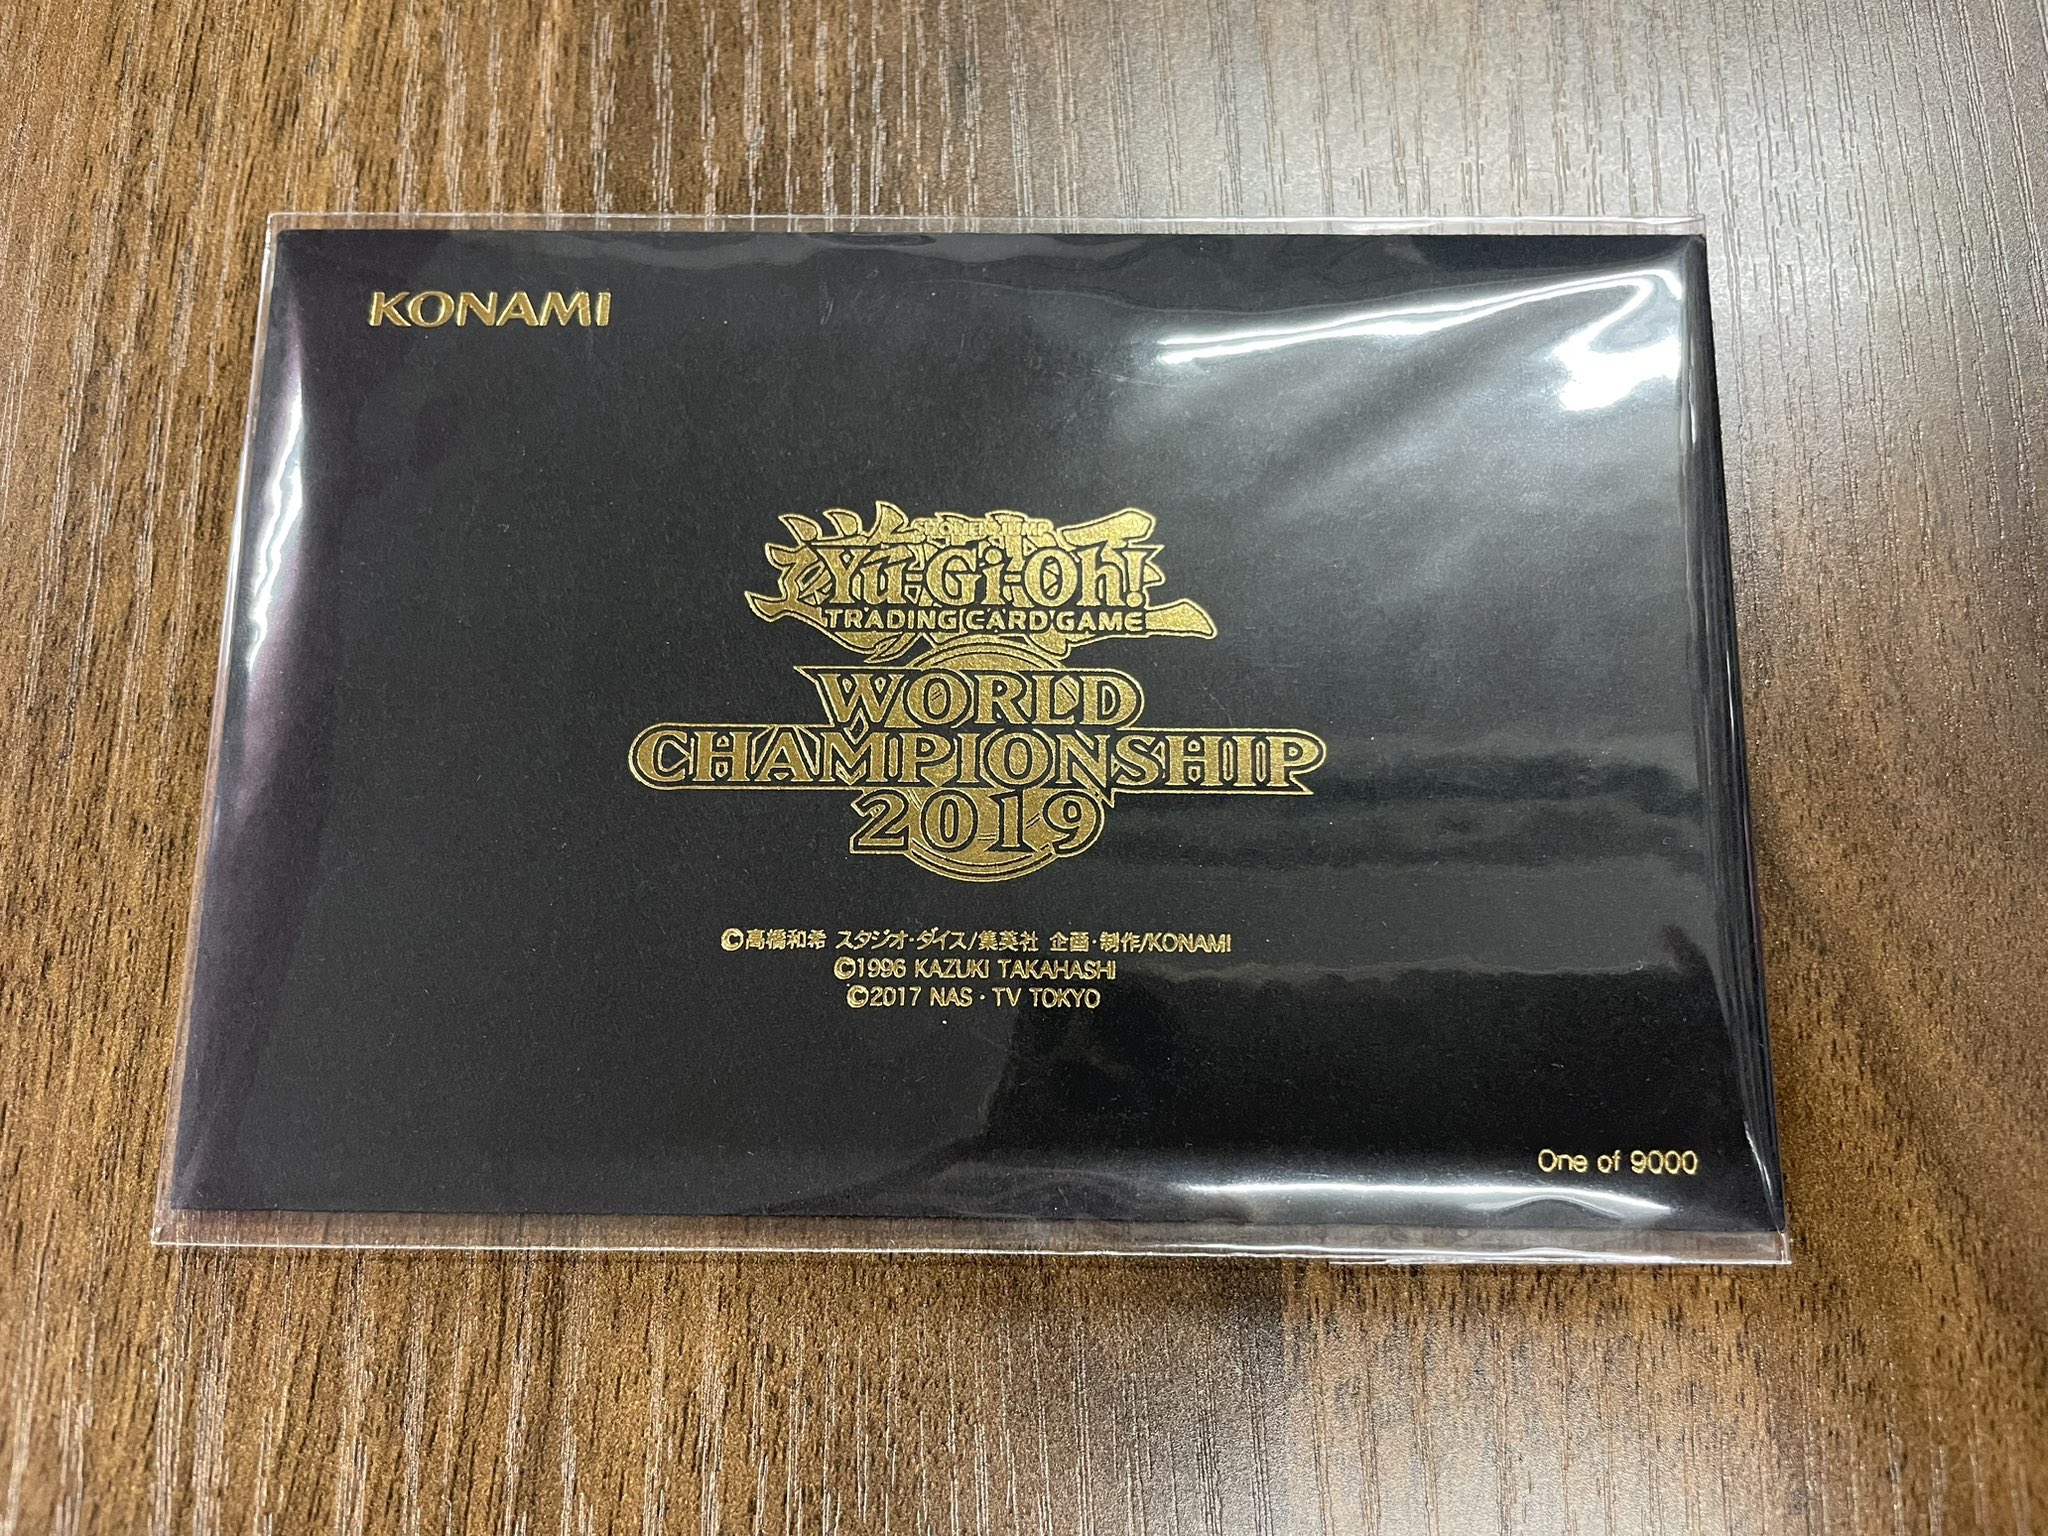 KONAMI
SHONEN JUMP
Yu-Gi-Oh!
TRADING CARD GAME
WORLD
CHAMPIONSHIP
2019
©高橋和希 スタジオ・ダイス/集英社 企画・制作/KONAMI
©1996 KAZUKI TAKAHASHI
©2017 NAS・TV TOKYO
One of 9000